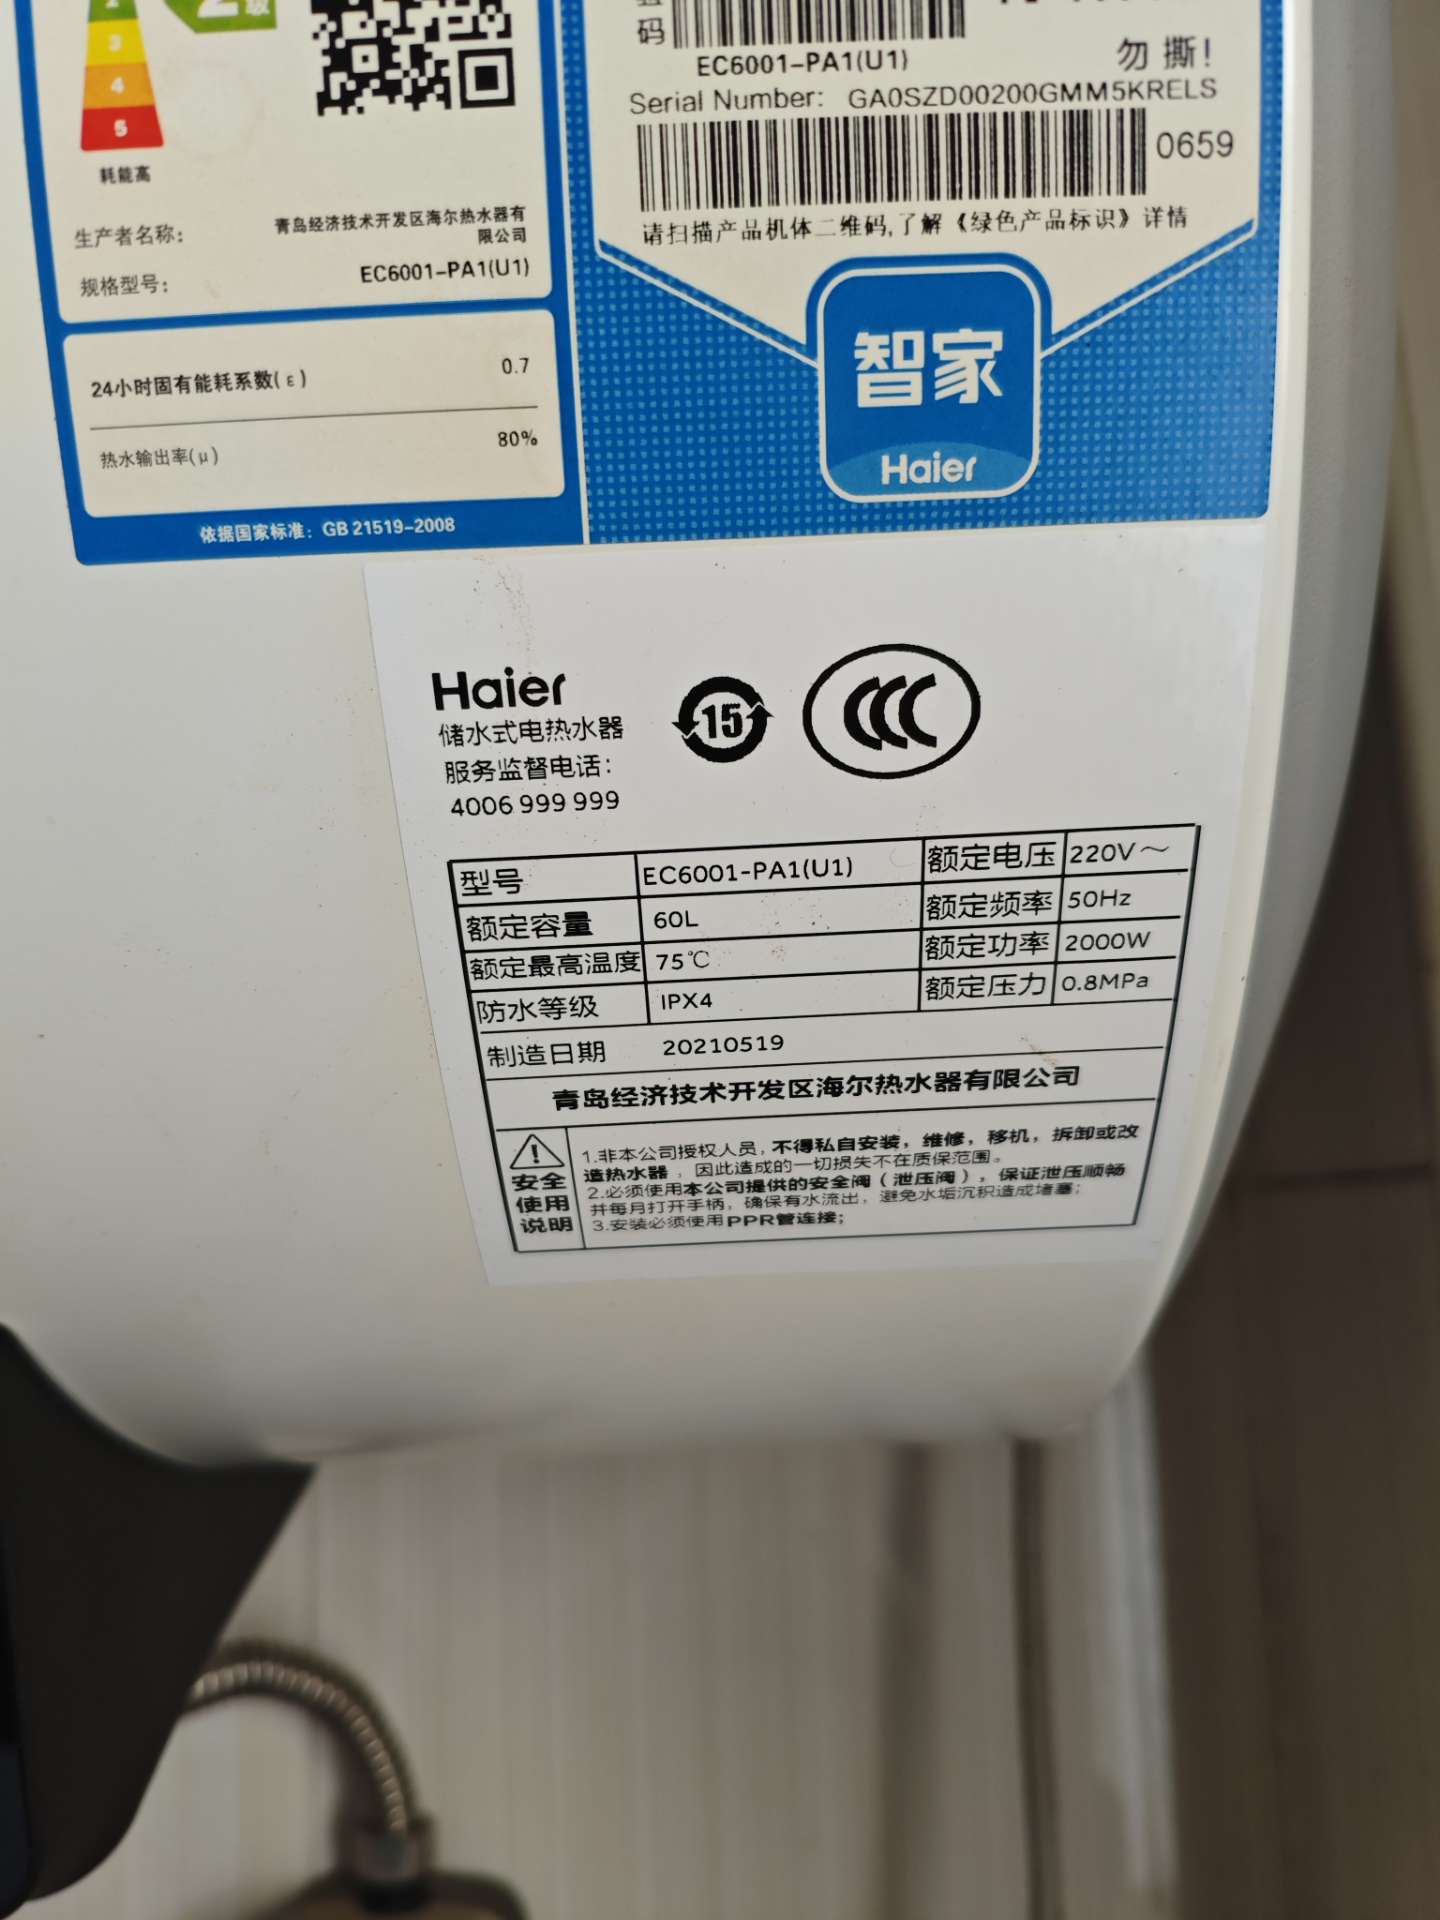 2级
3
4
5
耗能高
生产者名称:
青岛经济技术开发区海尔热水器有
限公司
规格型号:
EC6001-PA1(U1)
24小时固有能耗系数(ε)
0.7
热水输出率(μ)
80%
依据国家标准: GB 21519-2008
码
EC6001-PA1(U1)
勿 撕!
Serial Number: GA0SZD00200GMM5KRELS
0659
请扫描产品机体二维码,了解《绿色产品标识》详情
智家
Haier
Haier
储水式电热水器
服务监督电话:
4006 999 999
15
CCC
型号 EC6001-PA1(U1) 额定电压 220V~
额定容量 60L 额定频率 50Hz
额定最高温度 75℃ 额定功率 2000W
防水等级 IPX4 额定压力 0.8MPa
制造日期 20210519
青岛经济技术开发区海尔热水器有限公司
安全
使用
说明
1.非本公司授权人员,不得私自安装,维修,移机,拆卸或改
造热水器,因此造成的一切损失不在质保范围。
2.必须使用本公司提供的安全阀(泄压阀),保证泄压顺畅
并每月打开手柄,确保有水流出,避免水垢沉积造成堵塞;
3.安装必须使用PPR管连接;